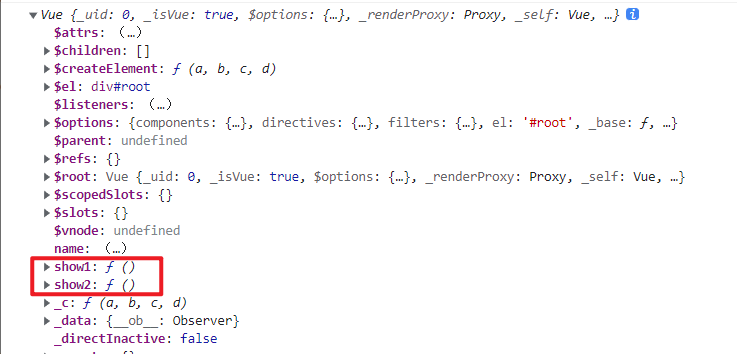 Vue {_uid: 0, _isVue: true, $options: {…}, _renderProxy: Proxy, _self: Vue, …} i
$attrs: (…)
$children: []
$createElement: ƒ (a, b, c, d)
$el: div#root
$listeners: (…)
$options: {components: {…}, directives: {…}, filters: {…}, el: '#root', _base: ƒ, …}
$parent: undefined
$refs: {}
$root: Vue {_uid: 0, _isVue: true, $options: {…}, _renderProxy: Proxy, _self: Vue, …}
$scopedSlots: {}
$slots: {}
$vnode: undefined
name: (…)
show1: ƒ ()
show2: ƒ ()
_c: ƒ (a, b, c, d)
_data: {__ob__: Observer}
_directInactive: false